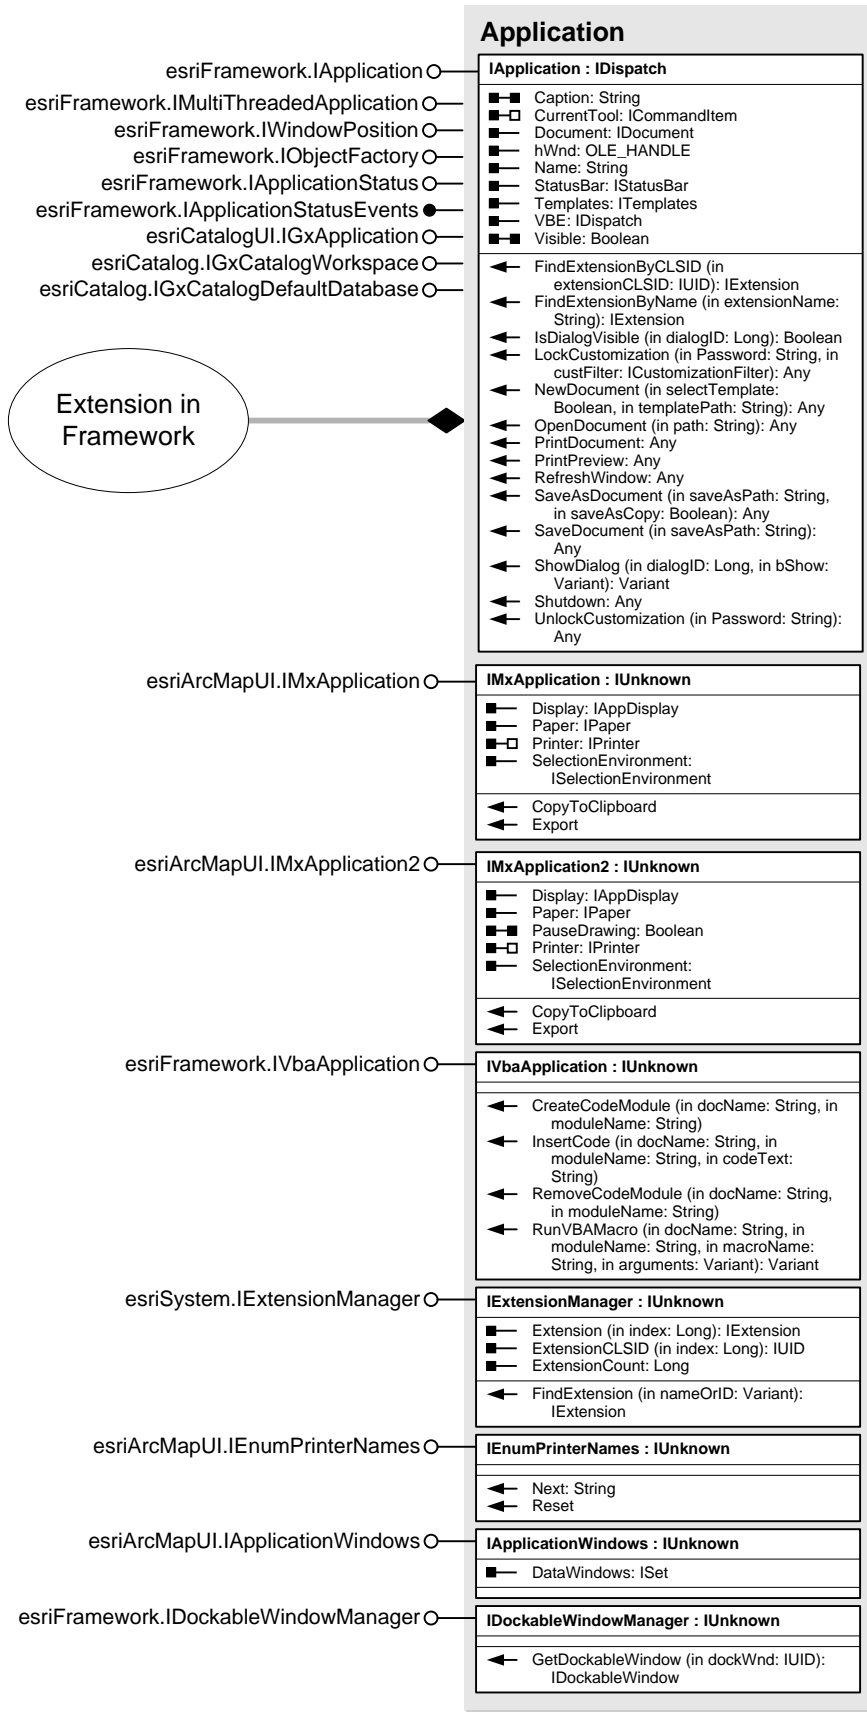 Application
esriFramework.IApplication
esriFramework.IMultiThreadedApplication
esriFramework.IWindowPosition
esriFramework.IObjectFactory
esriFramework.IApplicationStatus
esriFramework.IApplicationStatusEvents
esriCatalogUI.IGxApplication
esriCatalog.IGxCatalogWorkspace
esriCatalog.IGxCatalogDefaultDatabase
Extension in
Framework
IApplication : IDispatch
Caption: String
CurrentTool: ICommandItem
Document: IDocument
hWnd: OLE_HANDLE
Name: String
StatusBar: IStatusBar
Templates: ITemplates
VBE: IDispatch
Visible: Boolean
FindExtensionByCLSID (in
extensionCLSID: IUID): IExtension
FindExtensionByName (in extensionName:
String): IExtension
IsDialogVisible (in dialogID: Long): Boolean
LockCustomization (in Password: String, in
custFilter: ICustomizationFilter): Any
NewDocument (in selectTemplate:
Boolean, in templatePath: String): Any
OpenDocument (in path: String): Any
PrintDocument: Any
PrintPreview: Any
RefreshWindow: Any
SaveAsDocument (in saveAsPath: String,
in saveAsCopy: Boolean): Any
SaveDocument (in saveAsPath: String):
Any
ShowDialog (in dialogID: Long, in bShow:
Variant): Variant
Shutdown: Any
UnlockCustomization (in Password: String):
Any
esriArcMapUI.IMxApplication
IMxApplication : IUnknown
Display: IAppDisplay
Paper: IPaper
Printer: IPrinter
SelectionEnvironment:
ISelectionEnvironment
CopyToClipboard
Export
esriArcMapUI.IMxApplication2
IMxApplication2 : IUnknown
Display: IAppDisplay
Paper: IPaper
PauseDrawing: Boolean
Printer: IPrinter
SelectionEnvironment:
ISelectionEnvironment
CopyToClipboard
Export
esriFramework.IVbaApplication
IVbaApplication : IUnknown
CreateCodeModule (in docName: String, in
moduleName: String)
InsertCode (in docName: String, in
moduleName: String, in codeText:
String)
RemoveCodeModule (in docName: String,
in moduleName: String)
RunVBAMacro (in docName: String, in
moduleName: String, in macroName:
String, in arguments: Variant): Variant
esriSystem.IExtensionManager
IExtensionManager : IUnknown
Extension (in index: Long): IExtension
ExtensionCLSID (in index: Long): IUID
ExtensionCount: Long
FindExtension (in nameOrID: Variant):
IExtension
esriArcMapUI.IEnumPrinterNames
IEnumPrinterNames : IUnknown
Next: String
Reset
esriArcMapUI.IApplicationWindows
IApplicationWindows : IUnknown
DataWindows: ISet
esriFramework.IDockableWindowManager
IDockableWindowManager : IUnknown
GetDockableWindow (in dockWnd: IUID):
IDockableWindow